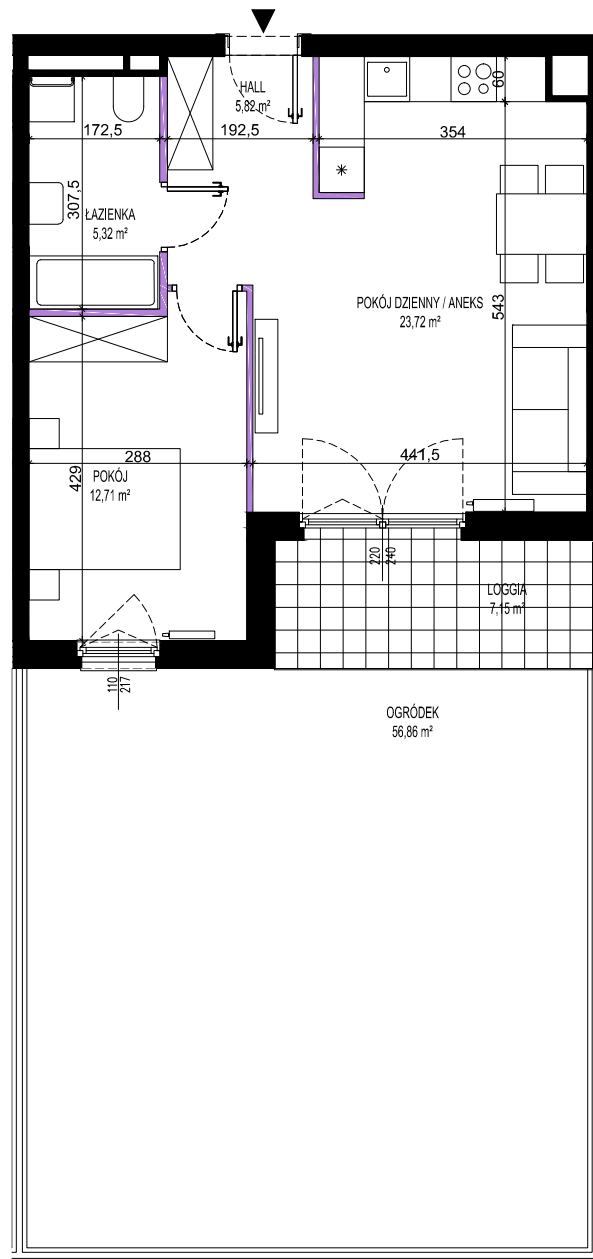 HALL
5,82 m²
60
172,5
192,5
354
307,5
ŁAZIENKA
5,32 m²
POKÓJ DZIENNY / ANEKS
23,72 m²
543
288
441,5
429
POKÓJ
12,71 m²
220
240
LOGGIA
7,15 m²
110
217
OGRÓDEK
56,86 m²